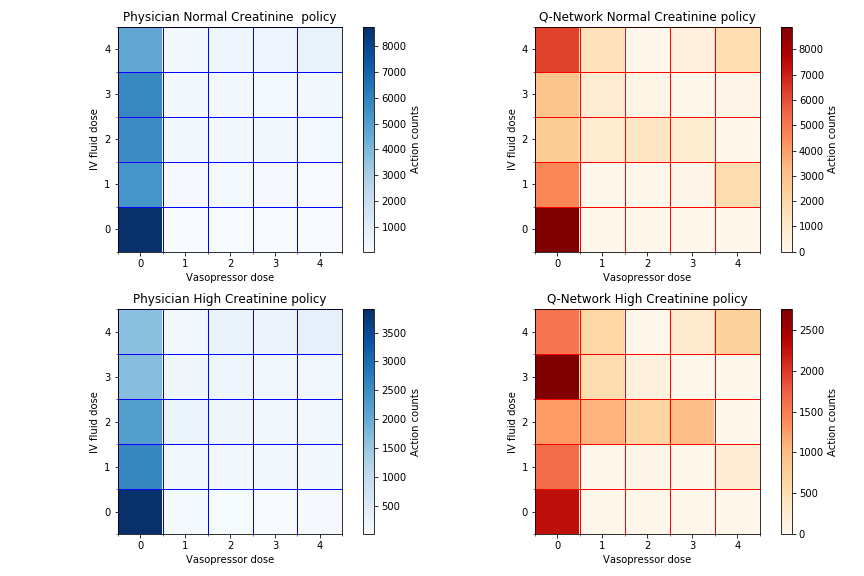 Physician Normal Creatinine  policy
4
3
2
1
0
IV fluid dose
0 1 2 3 4
Vasopressor dose
8000
7000
6000
5000
4000
3000
2000
1000
Action counts
Q-Network Normal Creatinine policy
4
3
2
1
0
IV fluid dose
0 1 2 3 4
Vasopressor dose
8000
7000
6000
5000
4000
3000
2000
1000
0
Action counts
Physician High Creatinine policy
4
3
2
1
0
IV fluid dose
0 1 2 3 4
Vasopressor dose
3500
3000
2500
2000
1500
1000
500
Action counts
Q-Network High Creatinine policy
4
3
2
1
0
IV fluid dose
0 1 2 3 4
Vasopressor dose
2500
2000
1500
1000
500
0
Action counts